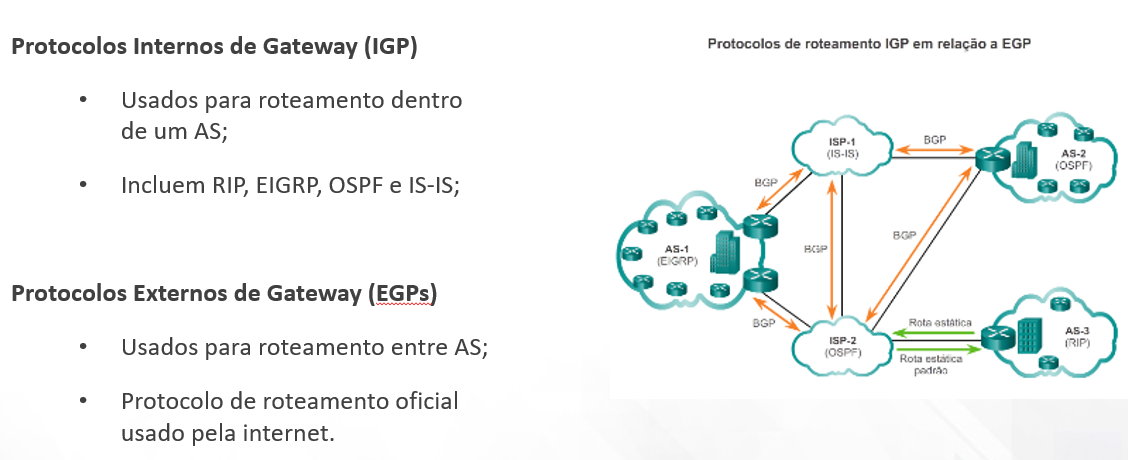 Protocolos Internos de Gateway (IGP)
• Usados para roteamento dentro
de um AS;
• Incluem RIP, EIGRP, OSPF e IS-IS;
Protocolos Externos de Gateway (EGPs)
• Usados para roteamento entre AS;
• Protocolo de roteamento oficial
usado pela internet.
Protocolos de roteamento IGP em relação a EGP
ISP-1
(IS-IS)
BGP
AS-2
(OSPF)
BGP
BGP
BGP
AS-1
(EIGRP)
BGP
ISP-2
(OSPF)
Rota estática
Rota estática
padrão
AS-3
(RIP)